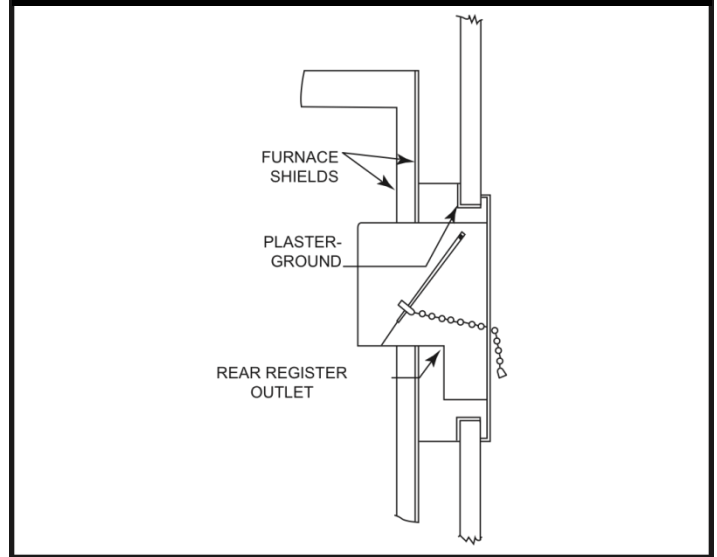 FURNACE
SHIELDS
PLASTER-
GROUND
REAR REGISTER
OUTLET